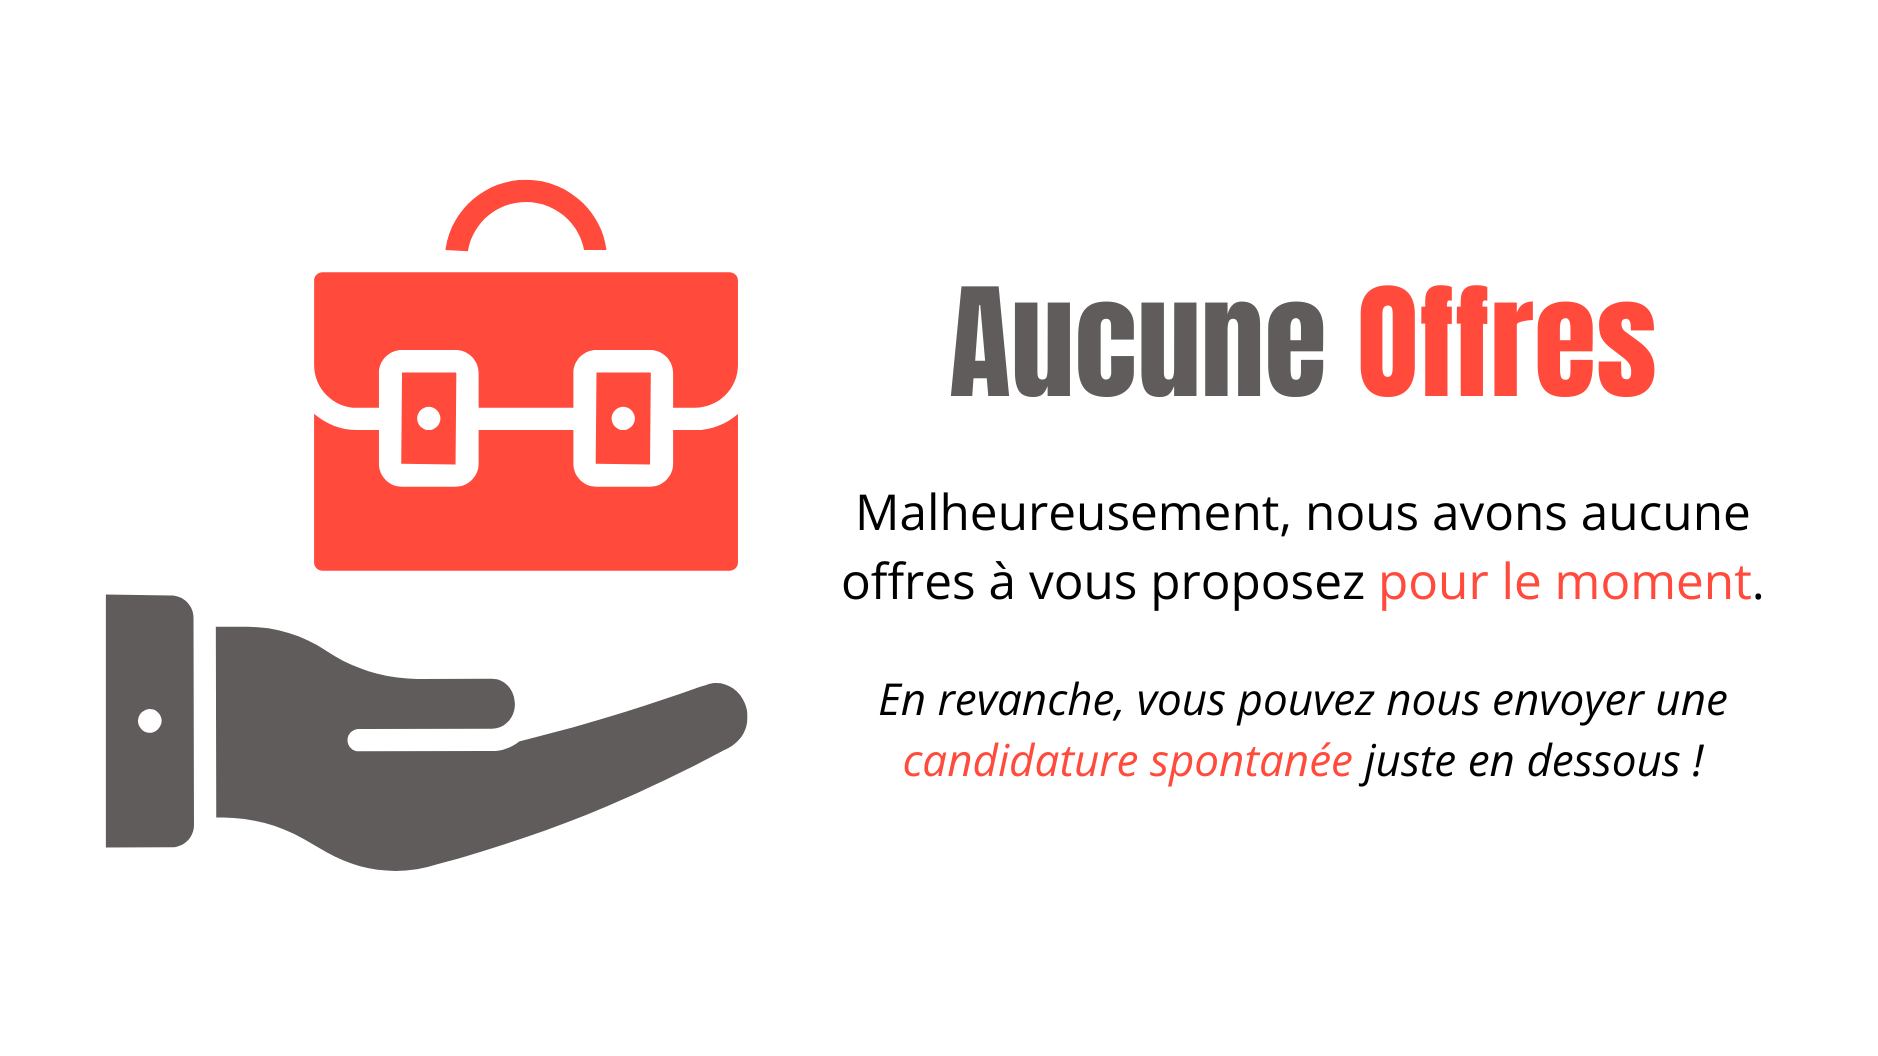 Aucune Offres
Malheureusement, nous avons aucune
offres à vous proposez pour le moment.
En revanche, vous pouvez nous envoyer une
candidature spontanée juste en dessous !